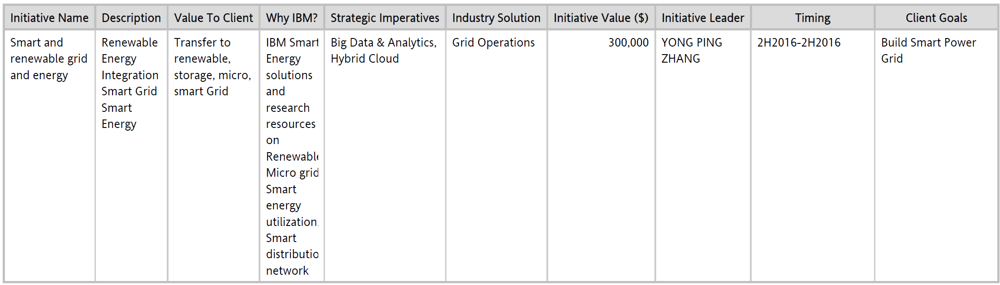 Initiative Name Description Value To Client Why IBM? Strategic Imperatives Industry Solution Initiative Value ($) Initiative Leader Timing Client Goals
Smart and
renewable grid
and energy
Renewable
Energy
Integration
Smart Grid
Smart
Energy
Transfer to
renewable,
storage, micro,
smart Grid
IBM Smart
Energy
solutions
and
research
resources
on
Renewable
Micro grid
Smart
energy
utilization,
Smart
distributio
network
Big Data & Analytics,
Hybrid Cloud
Grid Operations
300,000
YONG PING
ZHANG
2H2016-2H2016
Build Smart Power
Grid